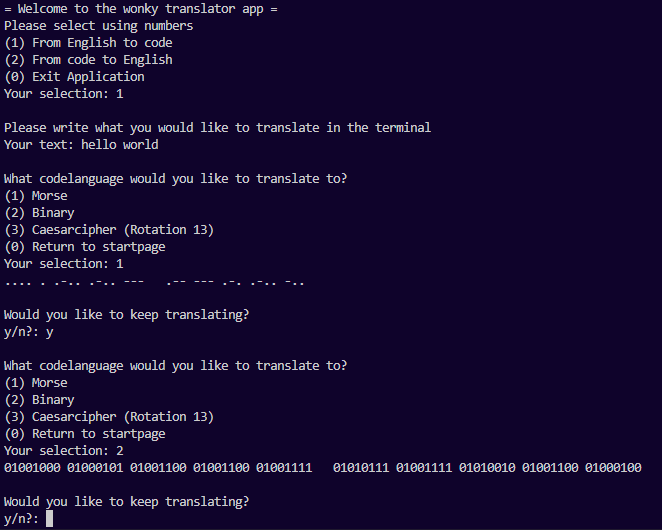 = Welcome to the wonky translator app =
Please select using numbers
(1) From English to code
(2) From code to English
(0) Exit Application
Your selection: 1
Please write what you would like to translate in the terminal
Your text: hello world
What codelanguage would you like to translate to?
(1) Morse
(2) Binary
(3) Caesarcipher (Rotation 13)
(0) Return to startpage
Your selection: 1
.... . .-.. .-.. ---   .-- --- .-. .-.. -..
Would you like to keep translating?
y/n?: y
What codelanguage would you like to translate to?
(1) Morse
(2) Binary
(3) Caesarcipher (Rotation 13)
(0) Return to startpage
Your selection: 2
01001000 01000101 01001100 01001100 01001111   01010111 01001111 01010010 01001100 01000100
Would you like to keep translating?
y/n?: